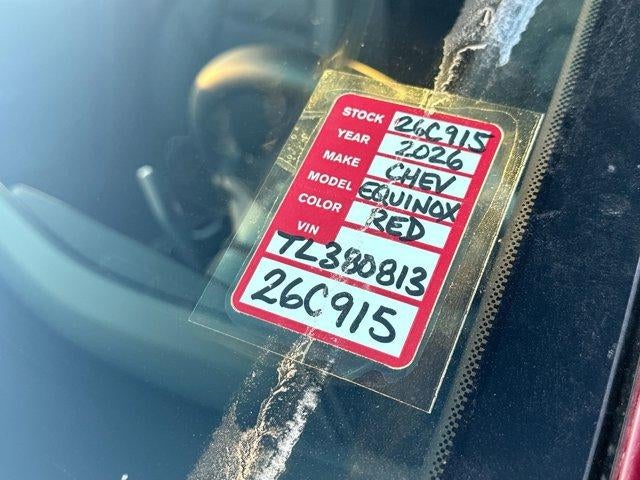 STOCK 26C915
YEAR 2026
MAKE CHEV
MODEL EQUINOX
COLOR RED
VIN
TL380813
26C915